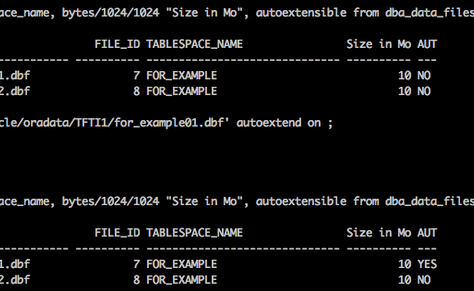 ace_name, bytes/1024/1024 "Size in Mo", autoextensible from dba_data_files
FILE_ID TABLESPACE_NAME Size in Mo AUT
----------- ---------- ------------------------------ ---------- ---
1.dbf 7 FOR_EXAMPLE 10 NO
2.dbf 8 FOR_EXAMPLE 10 NO
cle/oradata/TFTI1/for_example01.dbf' autoextend on ;
ace_name, bytes/1024/1024 "Size in Mo", autoextensible from dba_data_files
FILE_ID TABLESPACE_NAME Size in Mo AUT
----------- ---------- ------------------------------ ---------- ---
1.dbf 7 FOR_EXAMPLE 10 YES
2.dbf 8 FOR_EXAMPLE 10 NO